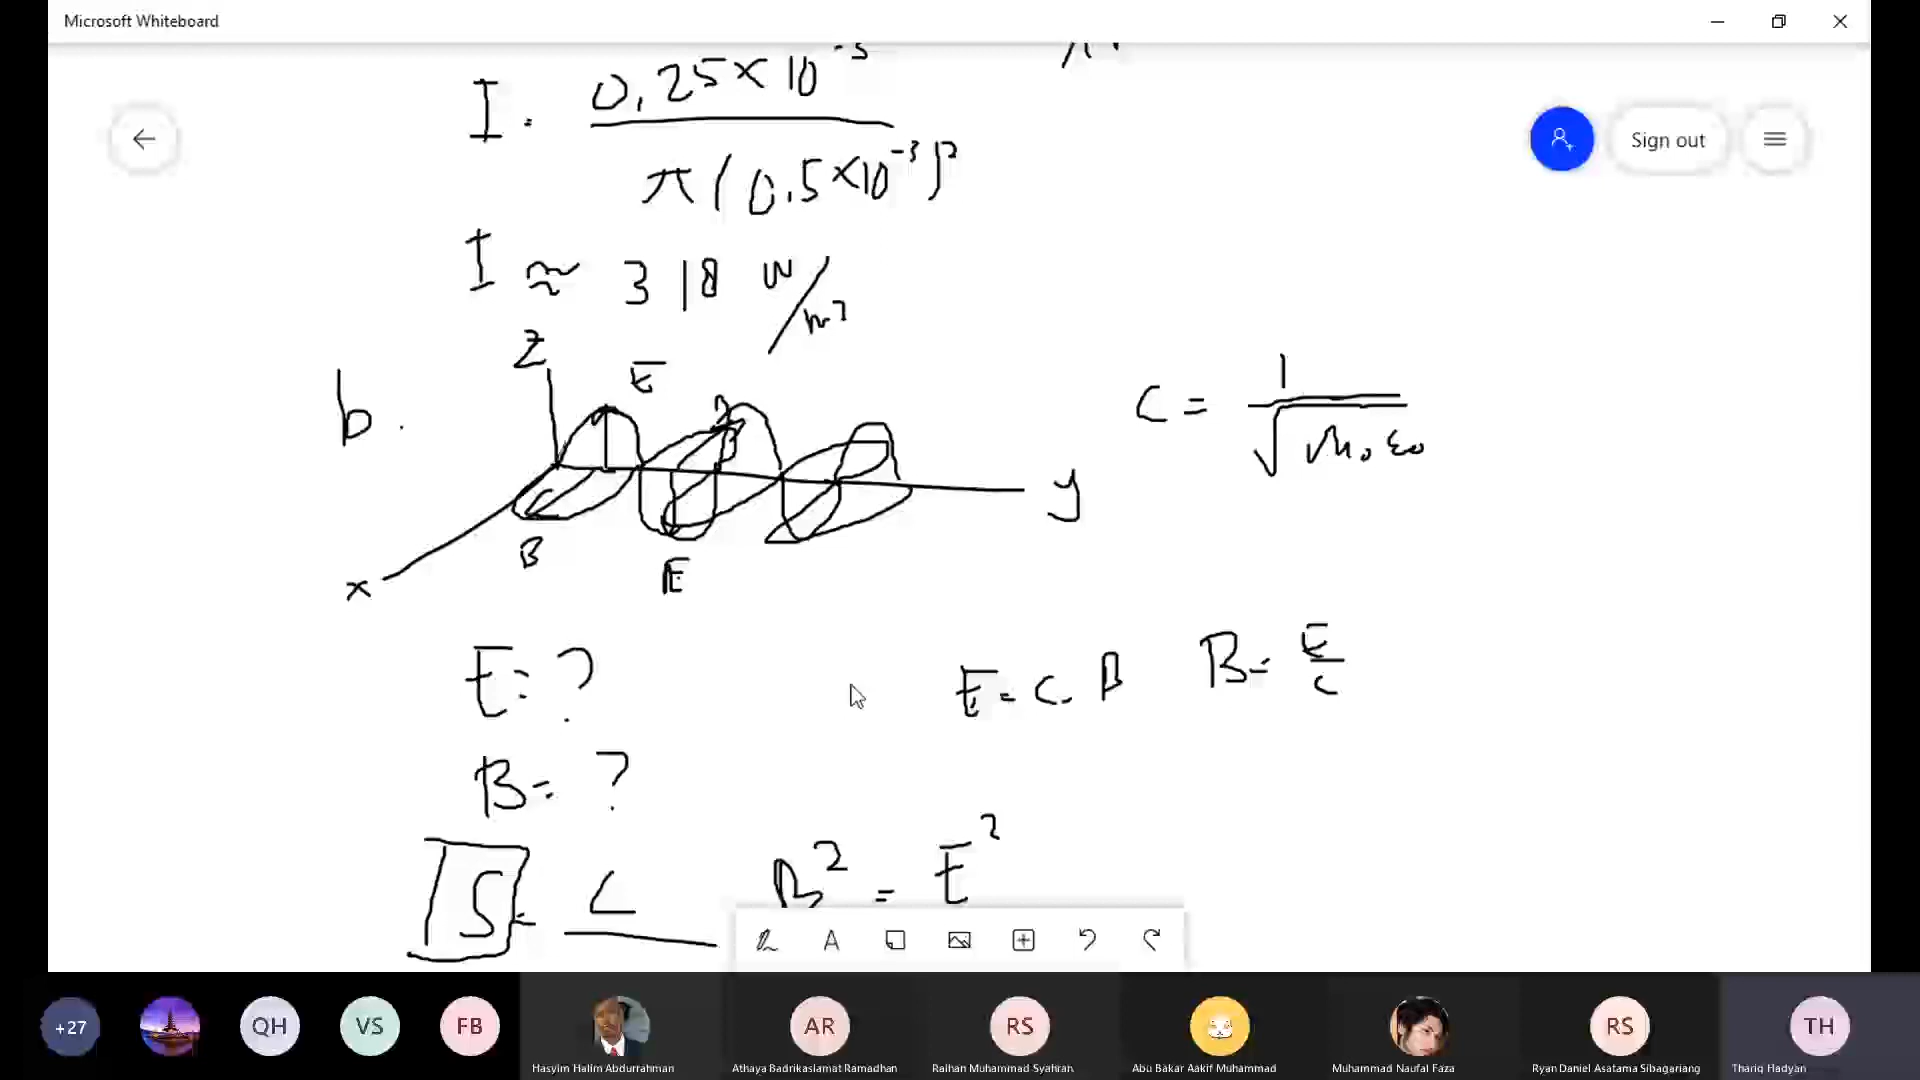 Microsoft Whiteboard
I = 0,25 × 10⁻³
π ( 0.5 × 10⁻³ )²
Sign out
I ≈ 318 W/m²
Z
E
b.
B
C = 1
√μ₀ε₀
y
B
E
x
E = ?
E = C. B
B = E
c
B = ?
S = C
B² = E²
A
+27
QH
VS
FB
AR
RS
RS
TH
Hasyim Halim Abdurrahman
Athaya Badrikaslamat Ramadhan
Raihan Muhammad Syahran
Abu Bakar Aakif Muhammad
Muhammad Naufal Faza
Ryan Daniel Asatama Sibagariang
Thariq Hadyan